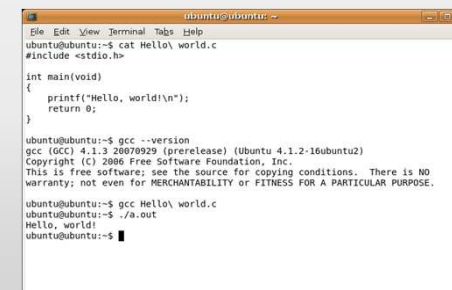 ubuntu@ubuntu: ~
File Edit View Terminal Tabs Help
ubuntu@ubuntu:~$ cat Hello\ world.c
#include <stdio.h>
int main(void)
{
    printf("Hello, world!\n");
    return 0;
}
ubuntu@ubuntu:~$ gcc --version
gcc (GCC) 4.1.3 20070929 (prerelease) (Ubuntu 4.1.2-16ubuntu2)
Copyright (C) 2006 Free Software Foundation, Inc.
This is free software; see the source for copying conditions.  There is NO
warranty; not even for MERCHANTABILITY or FITNESS FOR A PARTICULAR PURPOSE.
ubuntu@ubuntu:~$ gcc Hello\ world.c
ubuntu@ubuntu:~$ ./a.out
Hello, world!
ubuntu@ubuntu:~$